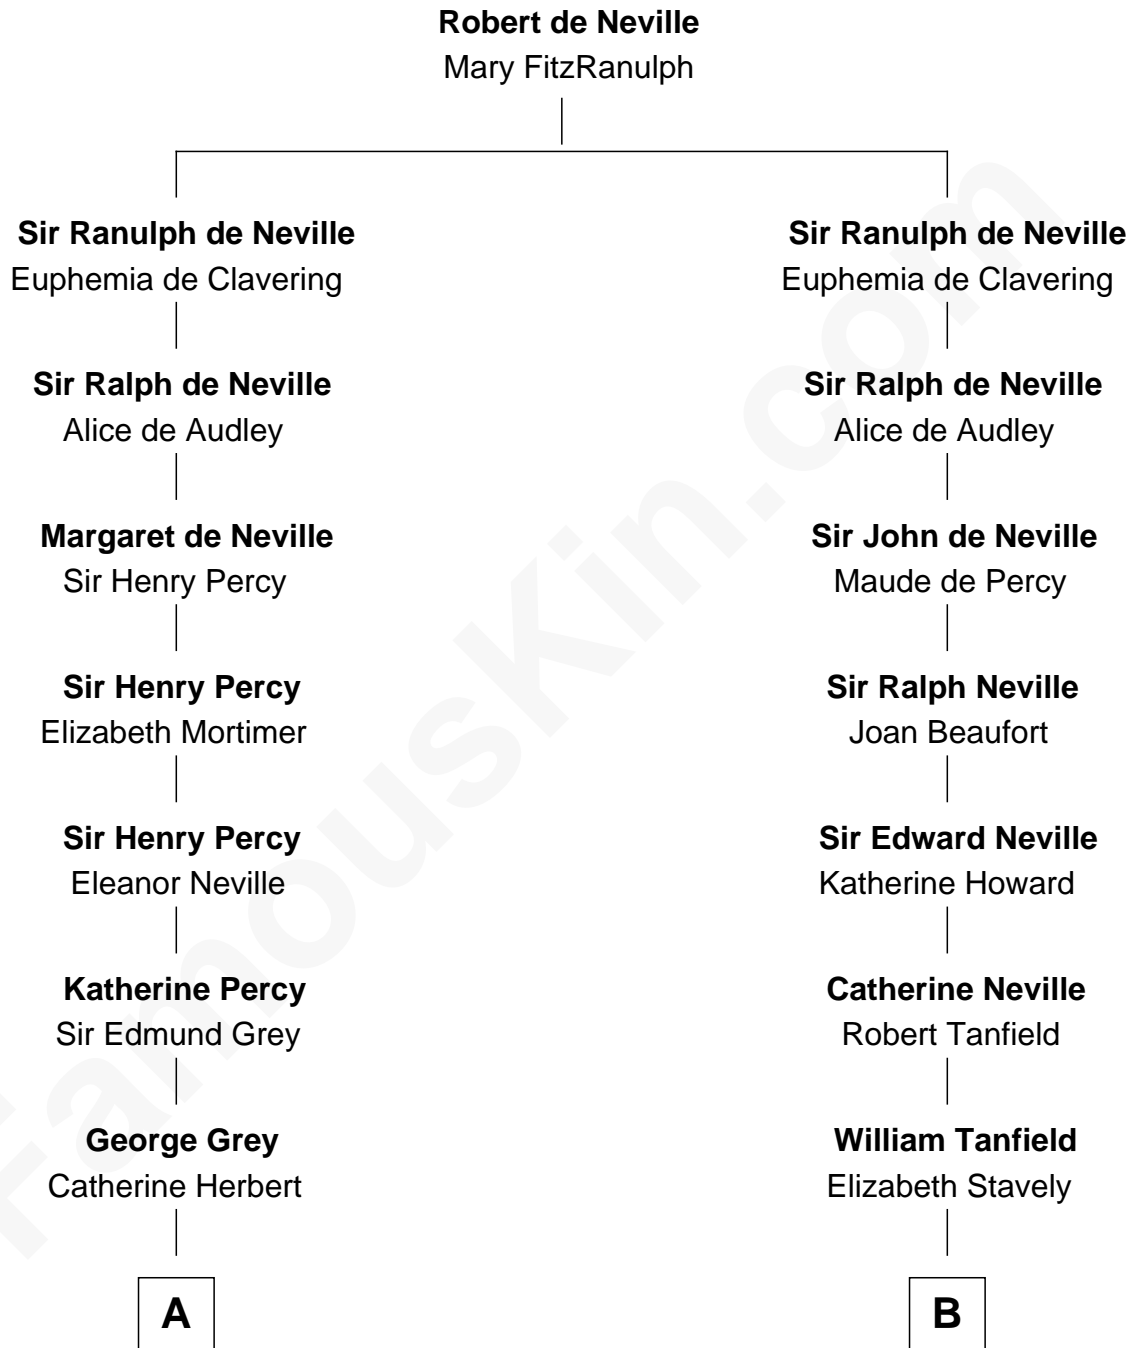 Robert de Neville
Mary FitzRanulph
Sir Ranulph de Neville
Euphemia de Clavering
Sir Ralph de Neville
Alice de Audley
Margaret de Neville
Sir Henry Percy
Sir Henry Percy
Elizabeth Mortimer
Sir Henry Percy
Eleanor Neville
Katherine Percy
Sir Edmund Grey
George Grey
Catherine Herbert
A
Sir Ranulph de Neville
Euphemia de Clavering
Sir Ralph de Neville
Alice de Audley
Sir John de Neville
Maude de Percy
Sir Ralph Neville
Joan Beaufort
Sir Edward Neville
Katherine Howard
Catherine Neville
Robert Tanfield
William Tanfield
Elizabeth Stavely
B
FamousKin.com